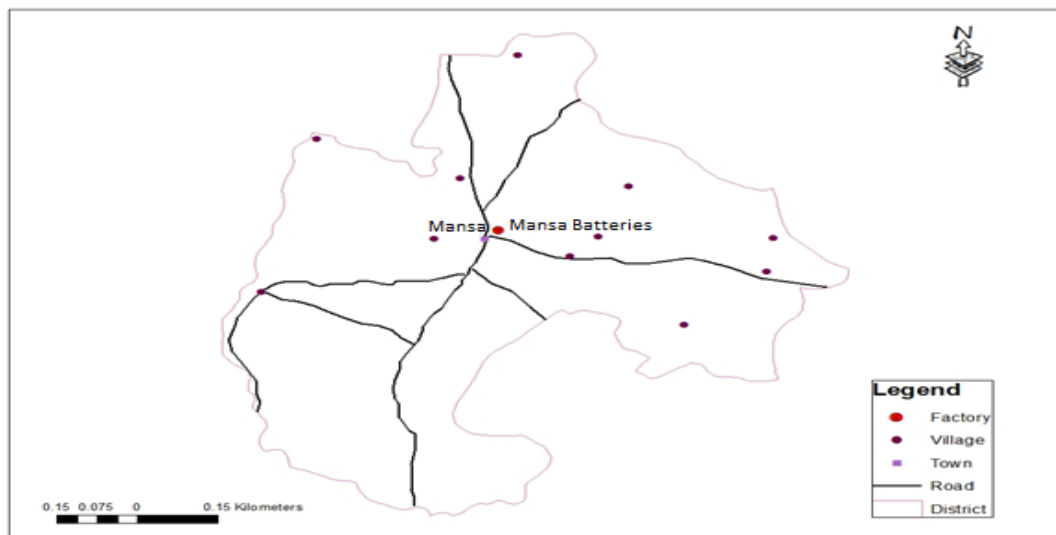 N
Mansa
Mansa Batteries
Legend
Factory
Village
Town
Road
District
0.15 0.075 0 0.15 Kilometers